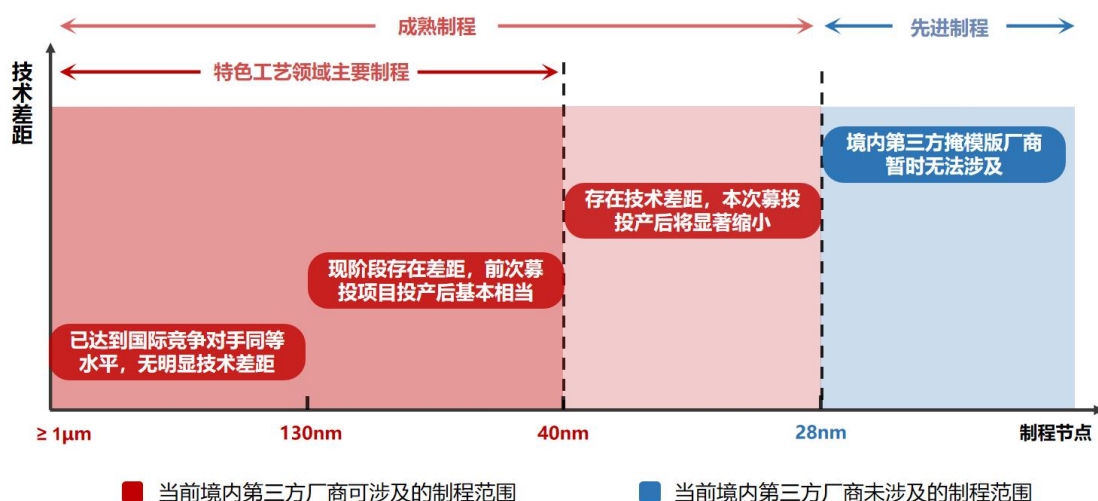 成熟制程
先进制程
特色工艺领域主要制程
技术差距
境内第三方掩模版厂商
暂时无法涉及
存在技术差距，本次募投
投产后将显著缩小
现阶段存在差距，前次募
投项目投产后基本相当
已达到国际竞争对手同等
水平，无明显技术差距
≥ 1μm
130nm
40nm
28nm
制程节点
当前境内第三方厂商可涉及的制程范围
当前境内第三方厂商未涉及的制程范围